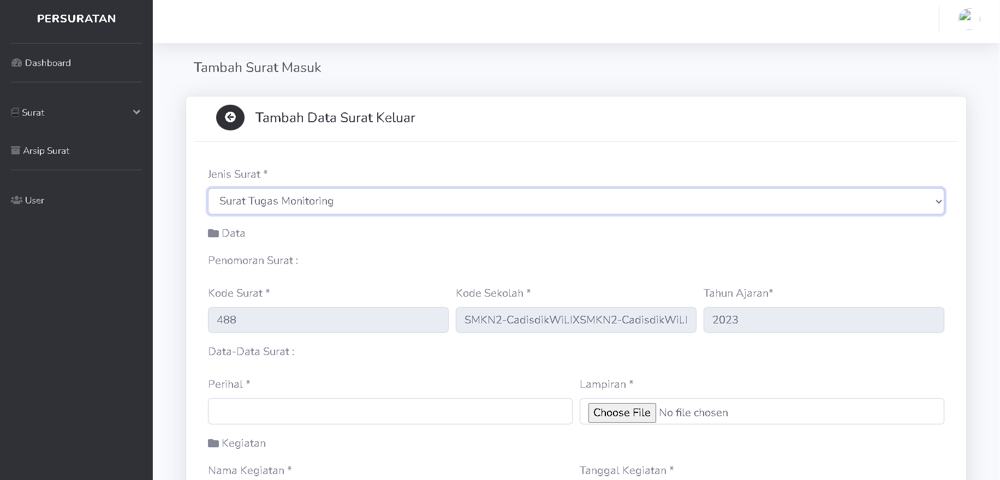 PERSURATAN
Dashboard
Surat
Arsip Surat
User
Tambah Surat Masuk
Tambah Data Surat Keluar
Jenis Surat *
Surat Tugas Monitoring
Data
Penomoran Surat :
Kode Surat *
Kode Sekolah *
Tahun Ajaran*
488
SMKN2-CadisdikWil.IXSMKN2-CadisdikWil.I
2023
Data-Data Surat :
Perihal *
Lampiran *
Choose File No file chosen
Kegiatan
Nama Kegiatan *
Tanggal Kegiatan *